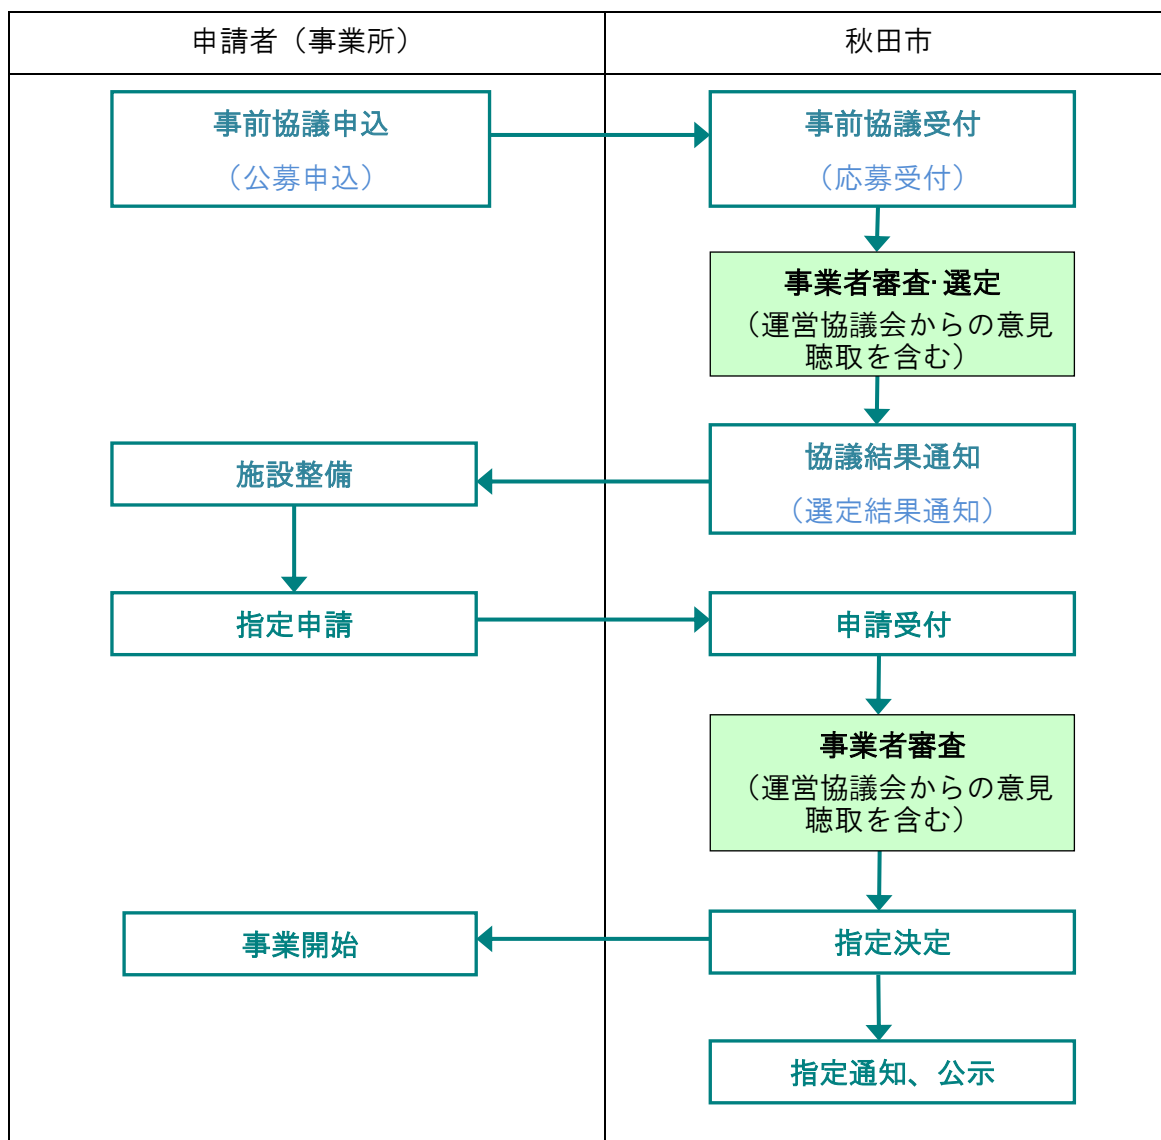 申請者（事業所）
秋田市
事前協議申込
（公募申込）
事前協議受付
（応募受付）
事業者審査･選定
（運営協議会からの意見
聴取を含む）
協議結果通知
（選定結果通知）
施設整備
指定申請
申請受付
事業者審査
（運営協議会からの意見
聴取を含む）
指定決定
事業開始
指定通知、公示